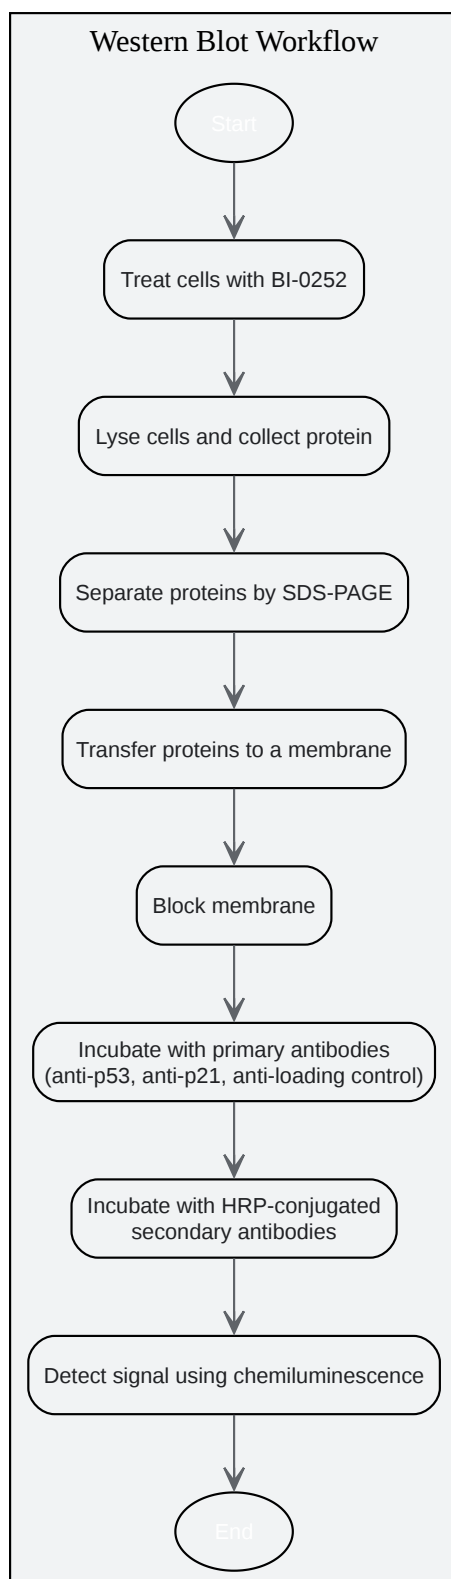 Western Blot Workflow
Start
Treat cells with BI-0252
Lyse cells and collect protein
Separate proteins by SDS-PAGE
Transfer proteins to a membrane
Block membrane
Incubate with primary antibodies
(anti-p53, anti-p21, anti-loading control)
Incubate with HRP-conjugated
secondary antibodies
Detect signal using chemiluminescence
End